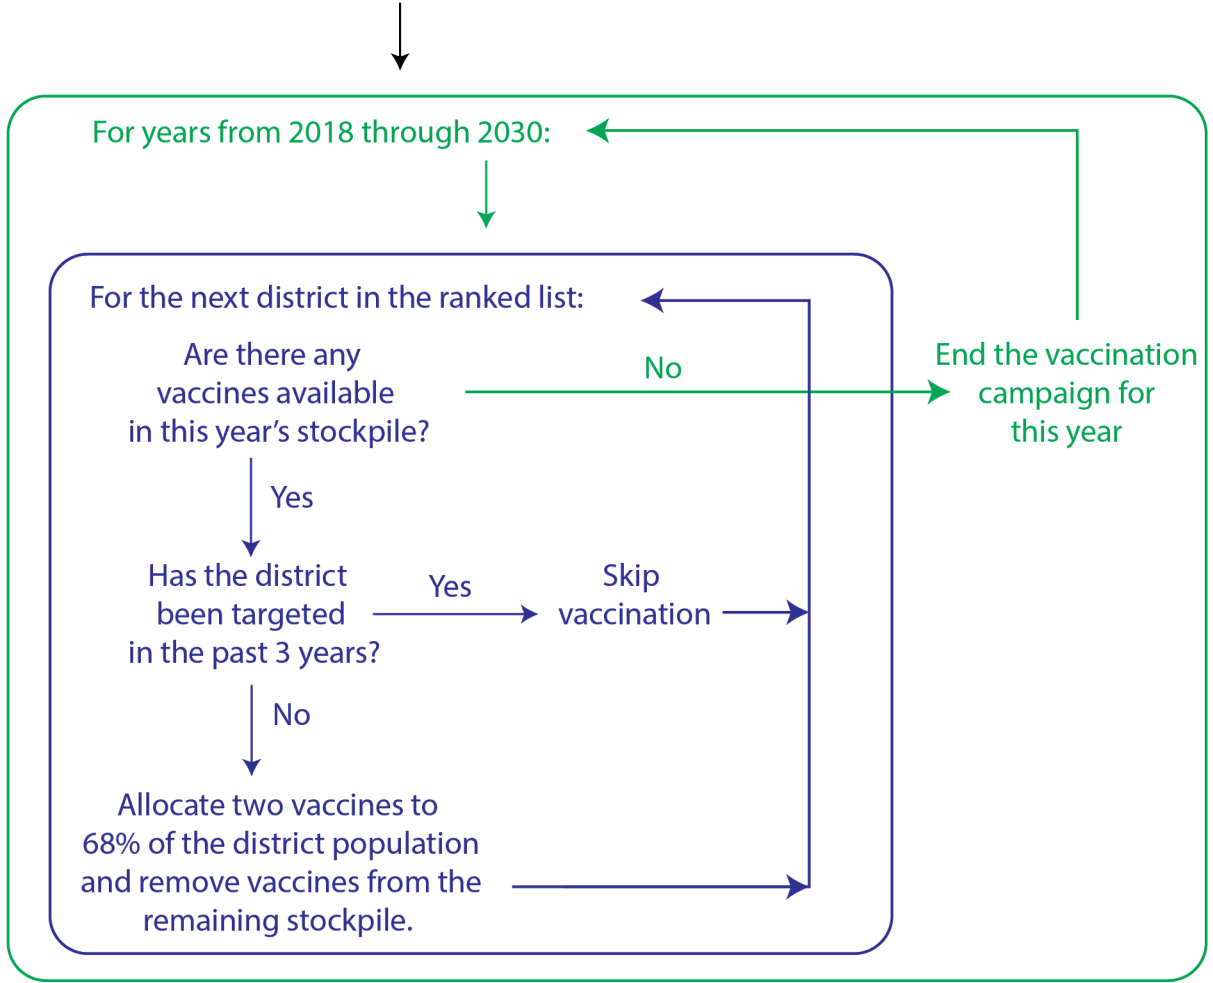 For years from 2018 through 2030:
For the next district in the ranked list:
Are there any
vaccines available
in this year’s stockpile?
No
End the vaccination
campaign for
this year
Yes
Has the district
been targeted
in the past 3 years?
Yes
Skip
vaccination
No
Allocate two vaccines to
68% of the district population
and remove vaccines from the
remaining stockpile.